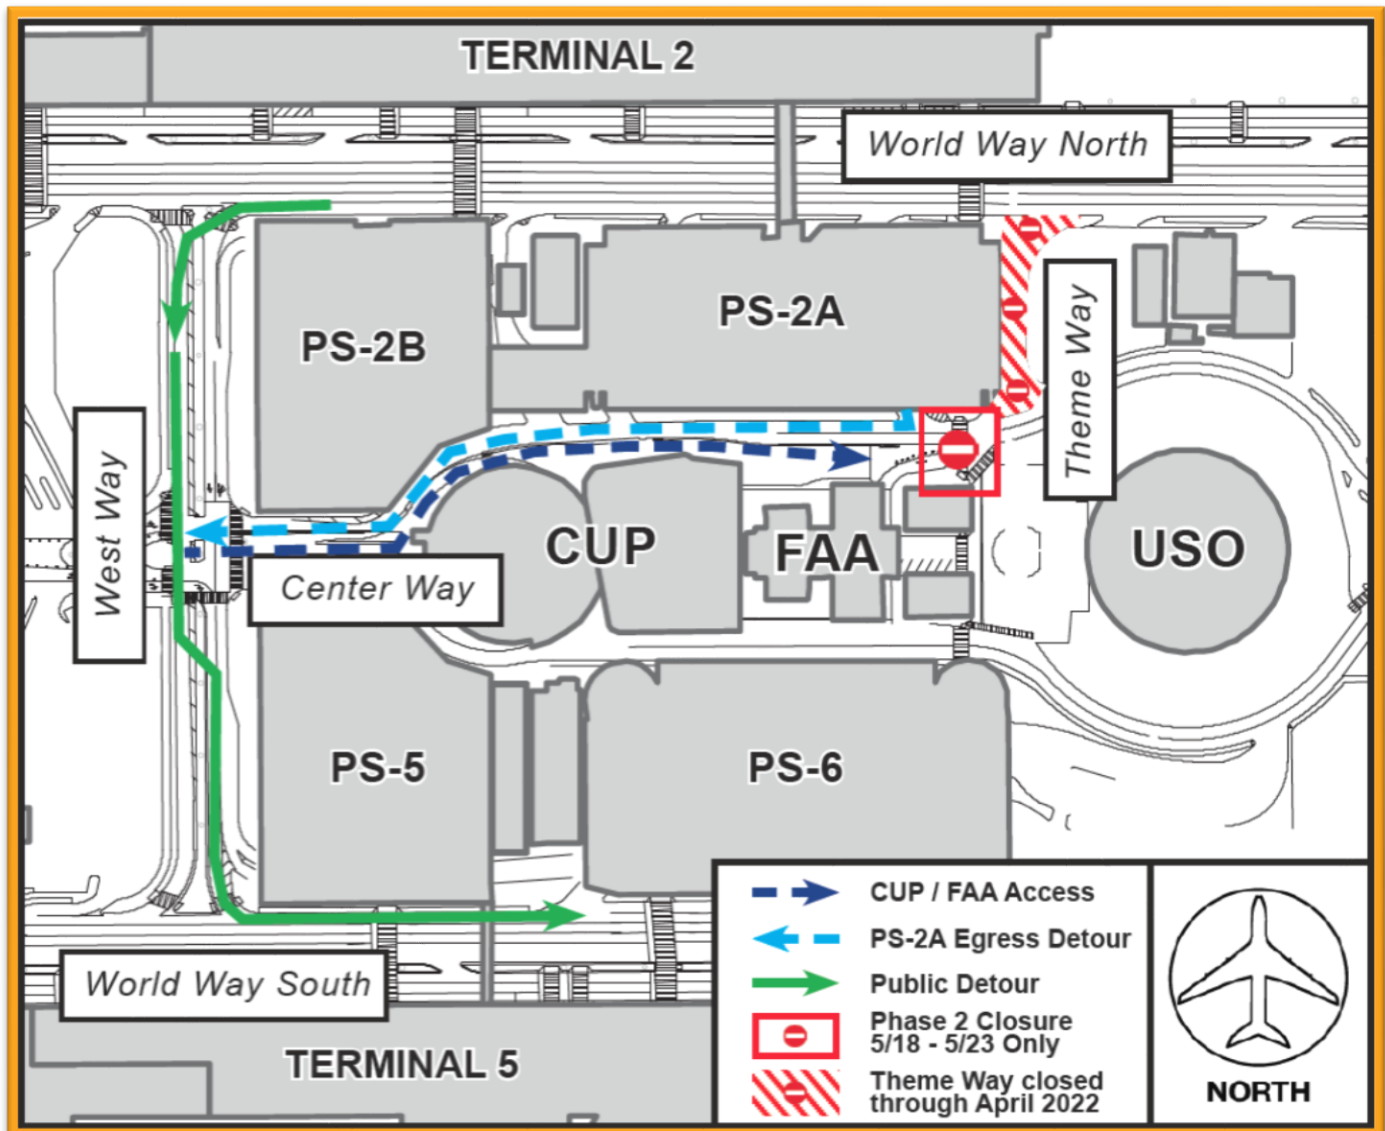 TERMINAL 2
World Way North
PS-2B
PS-2A
Theme Way
West Way
CUP
FAA
USO
Center Way
PS-5
PS-6
World Way South
TERMINAL 5
CUP / FAA Access
PS-2A Egress Detour
Public Detour
Phase 2 Closure
5/18 - 5/23 Only
Theme Way closed
through April 2022
NORTH